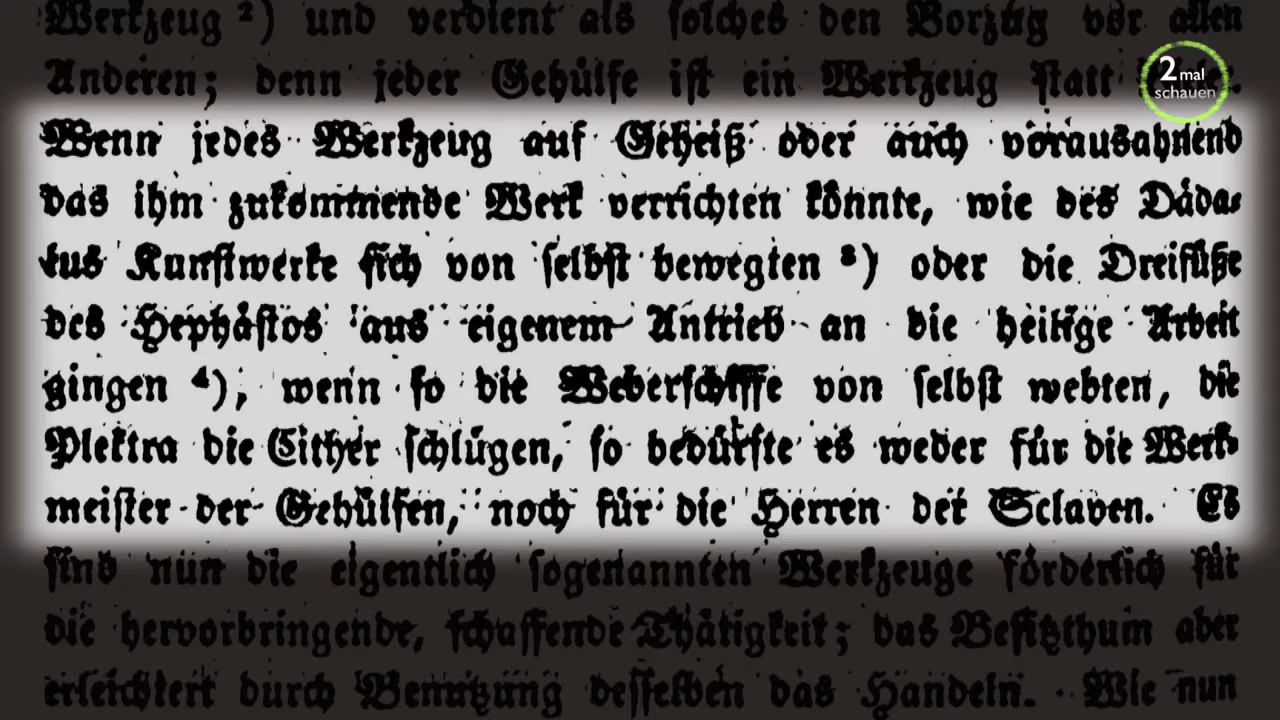 Werkzeug ²) und verdient als solches den Vorzug vor allen
Anderen; denn jeder Gehülfe ist ein Werkzeug statt
2 mal
schauen
Wenn jedes Werkzeug auf Geheiß oder auch vorausahnend
das ihm zukommende Werk verrichten könnte, wie des Däda-
lus Kunstwerke sich von selbst bewegten ³) oder die Dreifüße
des Hephästos aus eigenem Antrieb an die heilige Arbeit
gingen ⁴), wenn so die Weberschiffe von selbst webten, die
Plektra die Cither schlügen, so bedürfte es weder für die Werk-
meister der Gehülfen, noch für die Herren der Sclaven. Es
sind nun die eigentlich sogenannten Werkzeuge förderlich für
die hervorbringende, schaffende Thätigkeit; das Besitzthum aber
erleichtert durch Benutzung desselben das Handeln. Wie nun